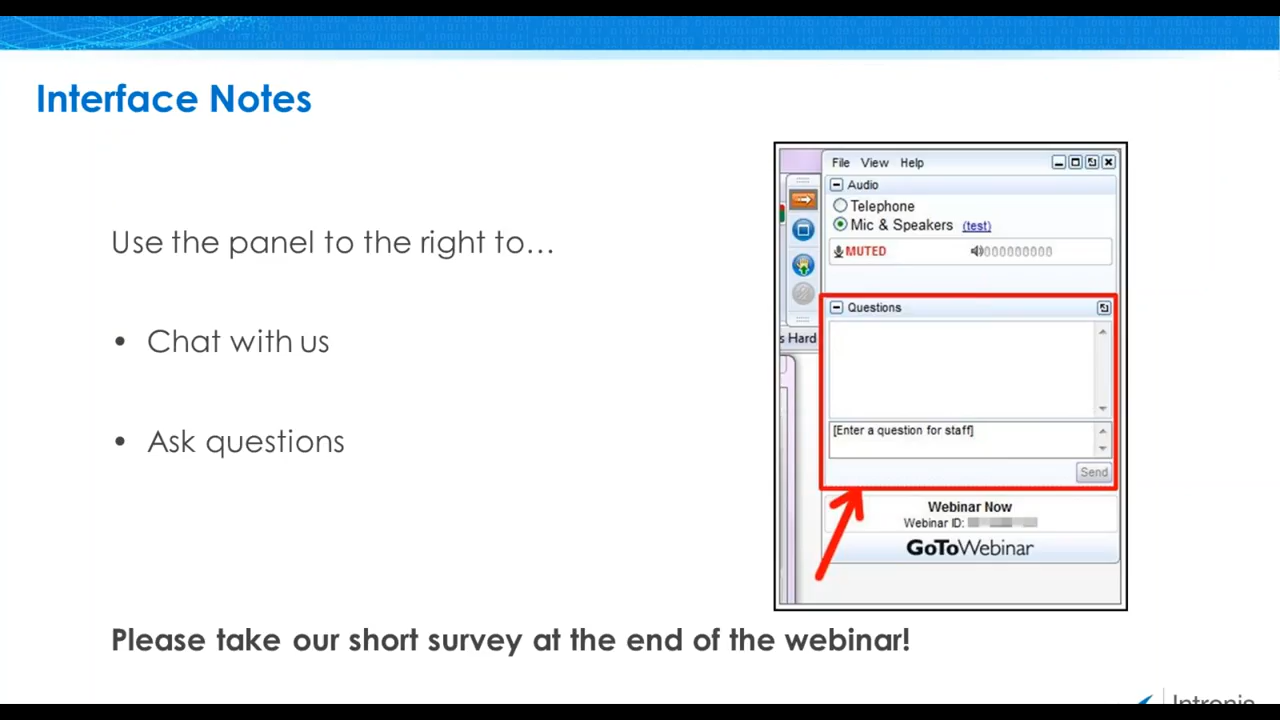 Interface Notes
Use the panel to the right to...
• Chat with us
• Ask questions
File View Help
Audio
Telephone
Mic & Speakers (test)
MUTED
000000000
Questions
s Hard
[Enter a question for staff]
Send
Webinar Now
Webinar ID:
GoToWebinar
Please take our short survey at the end of the webinar!
Intronis